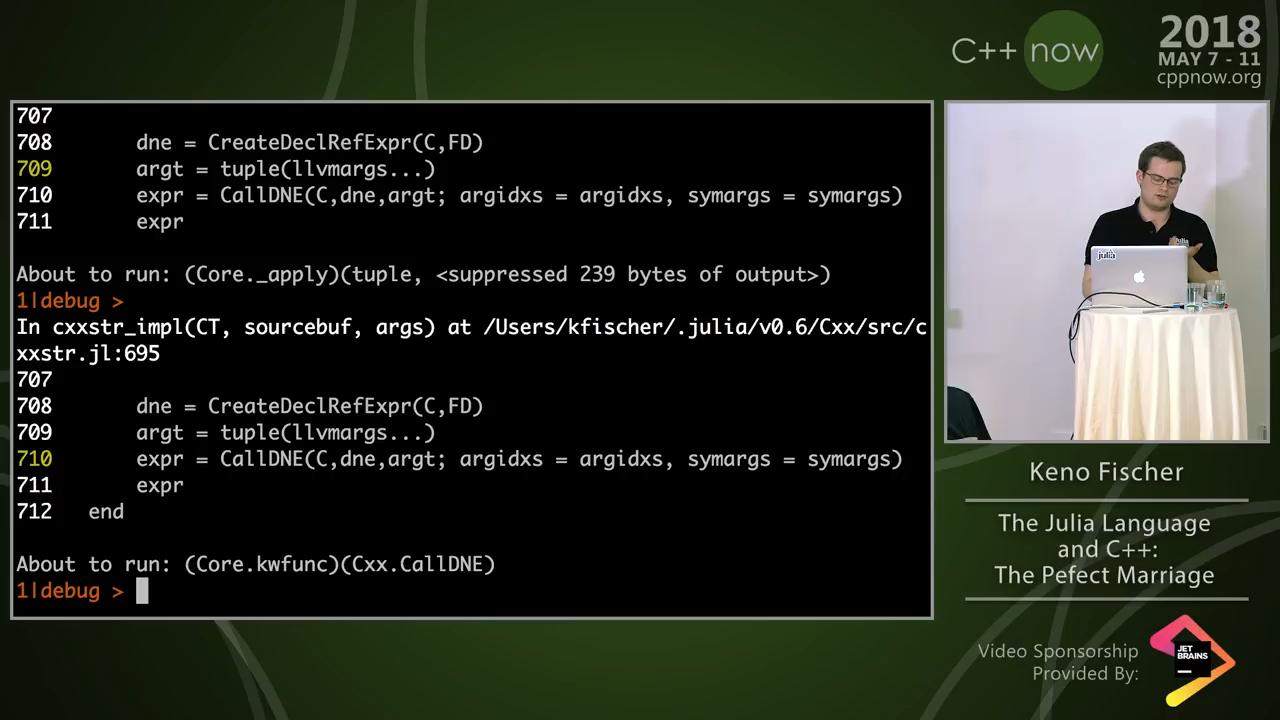 C++ now
2018
MAY 7 - 11
cppnow.org
707
708 dne = CreateDeclRefExpr(C,FD)
709 argt = tuple(llvmargs...)
710 expr = CallDNE(C,dne,argt; argidxs = argidxs, symargs = symargs)
711 expr
About to run: (Core._apply)(tuple, <suppressed 239 bytes of output>)
1|debug >
In cxxstr_impl(CT, sourcebuf, args) at /Users/kfischer/.julia/v0.6/Cxx/src/c
xxstr.jl:695
707
708 dne = CreateDeclRefExpr(C,FD)
709 argt = tuple(llvmargs...)
710 expr = CallDNE(C,dne,argt; argidxs = argidxs, symargs = symargs)
711 expr
712 end
About to run: (Core.kwfunc)(Cxx.CallDNE)
1|debug >
julia
julia
Keno Fischer
The Julia Language
and C++:
The Pefect Marriage
Video Sponsorship
Provided By:
JET
BRAINS